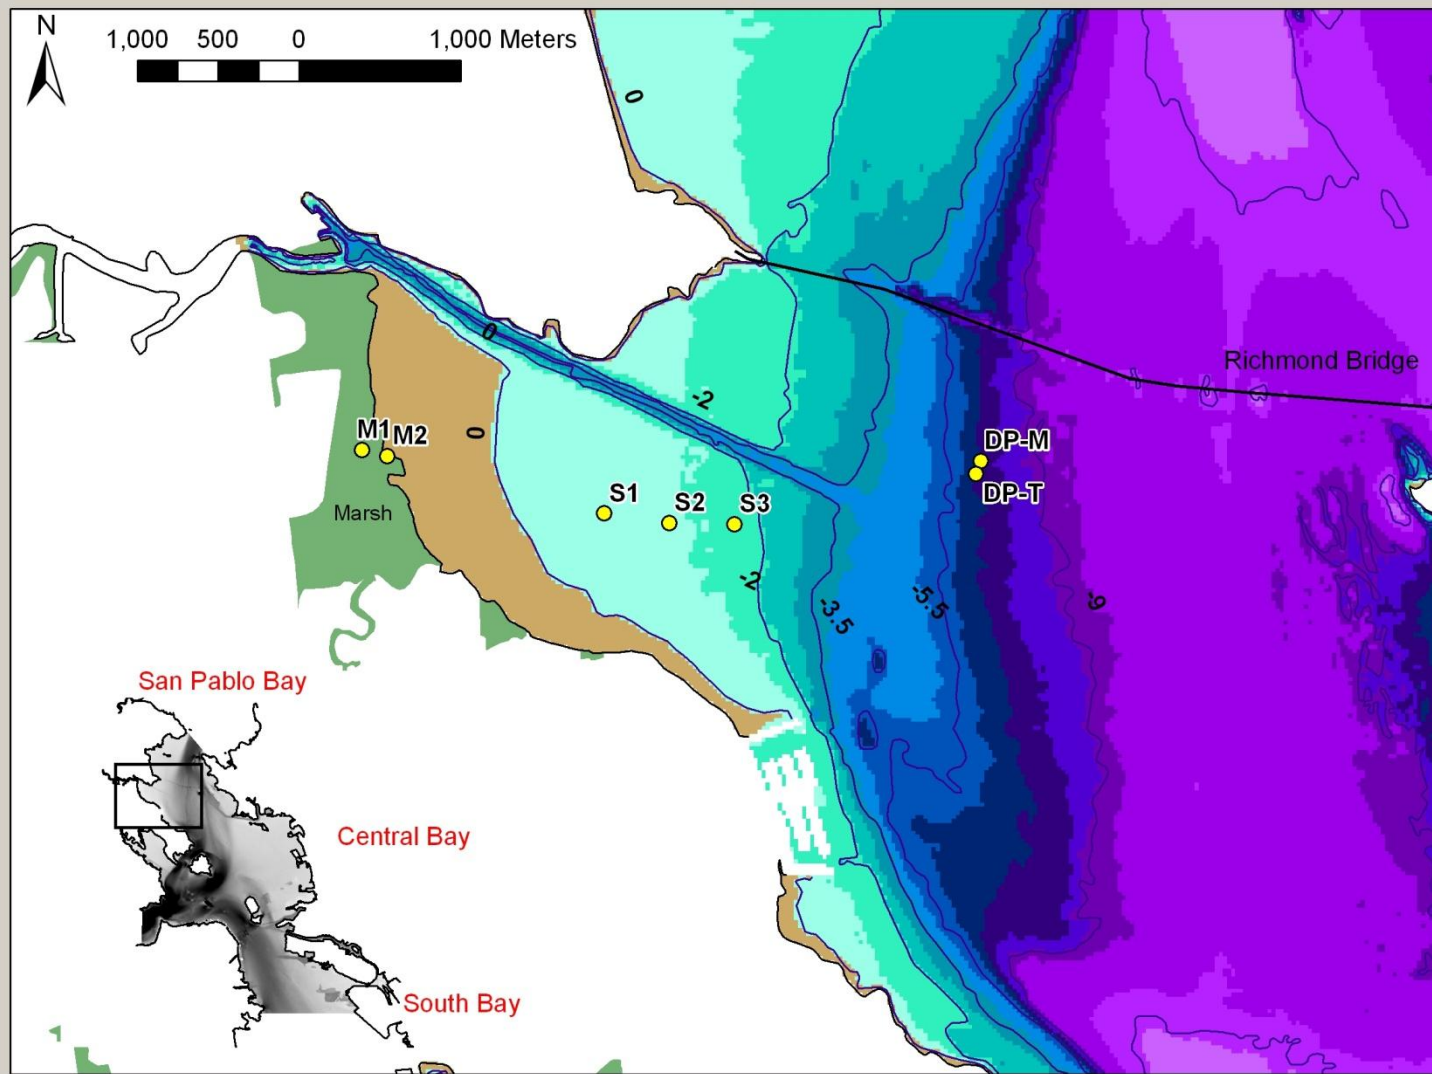 N
1,000 500 0 1,000 Meters
0
0
-2
Richmond Bridge
0
M1
M2
DP-M
DP-T
S1
S2
S3
Marsh
-2
-3.5
-5.5
-9
San Pablo Bay
Central Bay
South Bay